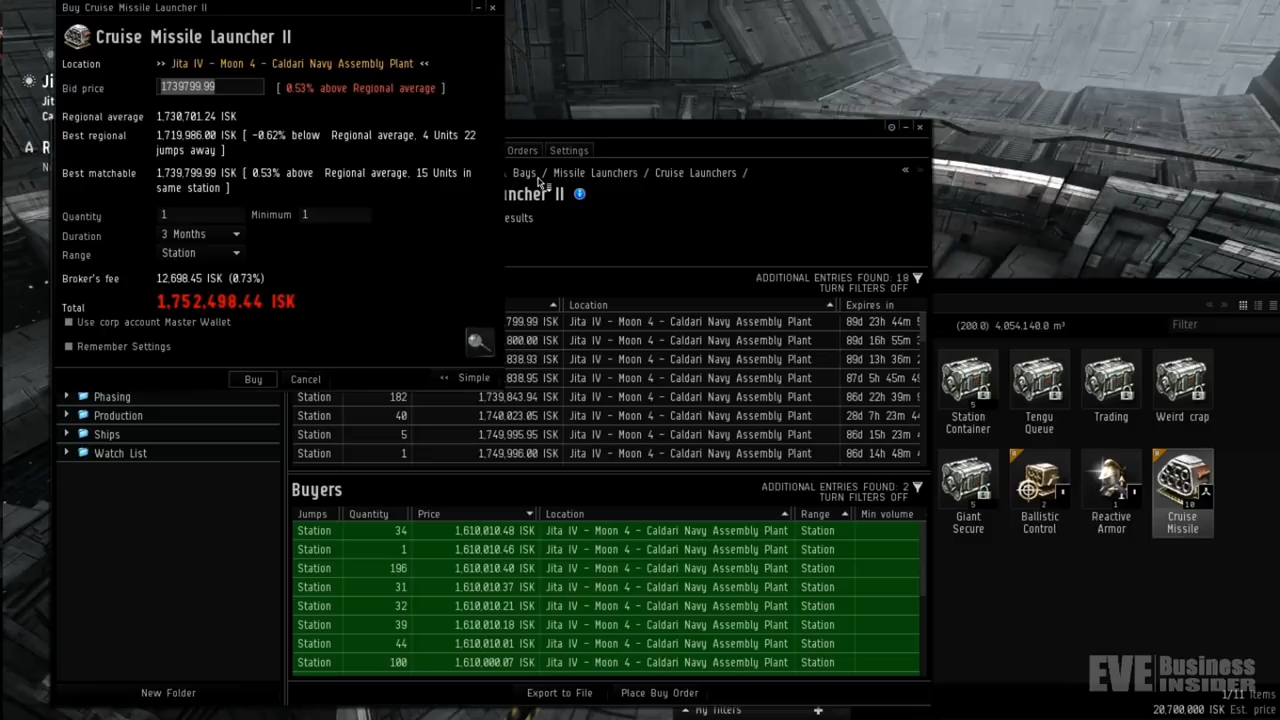 Buy Cruise Missile Launcher II
Cruise Missile Launcher II
Location >> Jita IV - Moon 4 - Caldari Navy Assembly Plant <<
Bid price 1739799.99 [ 0.53% above Regional average ]
Regional average 1,730,701.24 ISK
Best regional 1,719,986.00 ISK [ -0.62% below Regional average, 4 Units 22
jumps away ]
Best matchable 1,739,799.99 ISK [ 0.53% above Regional average, 15 Units in
same station ]
Quantity 1 Minimum 1
Duration 3 Months
Range Station
Broker's fee 12,698.45 ISK (0.73%)
Total 1,752,498.44 ISK
Use corp account Master Wallet
Remember Settings
Buy Cancel << Simple
Orders Settings
Bays / Missile Launchers / Cruise Launchers /
uncher II
esults
ADDITIONAL ENTRIES FOUND: 18
TURN FILTERS OFF
Location Expires in
799.99 ISK Jita IV - Moon 4 - Caldari Navy Assembly Plant 89d 23h 44m
800.00 ISK Jita IV - Moon 4 - Caldari Navy Assembly Plant 89d 16h 55m
838.93 ISK Jita IV - Moon 4 - Caldari Navy Assembly Plant 89d 13h 36m
838.95 ISK Jita IV - Moon 4 - Caldari Navy Assembly Plant 87d 5h 45m
Station 182 1,739,843.94 ISK Jita IV - Moon 4 - Caldari Navy Assembly Plant 86d 22h 39m
Station 40 1,740,023.05 ISK Jita IV - Moon 4 - Caldari Navy Assembly Plant 28d 7h 23m
Station 5 1,749,995.95 ISK Jita IV - Moon 4 - Caldari Navy Assembly Plant 86d 15h 23m
Station 1 1,749,996.00 ISK Jita IV - Moon 4 - Caldari Navy Assembly Plant 86d 14h 48m
Phasing
Production
Ships
Watch List
Buyers
ADDITIONAL ENTRIES FOUND: 2
TURN FILTERS OFF
Jumps Quantity Price Location Range Min volume
Station 34 1,610,010.48 ISK Jita IV - Moon 4 - Caldari Navy Assembly Plant Station
Station 1 1,610,010.46 ISK Jita IV - Moon 4 - Caldari Navy Assembly Plant Station
Station 196 1,610,010.40 ISK Jita IV - Moon 4 - Caldari Navy Assembly Plant Station
Station 31 1,610,010.37 ISK Jita IV - Moon 4 - Caldari Navy Assembly Plant Station
Station 32 1,610,010.21 ISK Jita IV - Moon 4 - Caldari Navy Assembly Plant Station
Station 39 1,610,010.18 ISK Jita IV - Moon 4 - Caldari Navy Assembly Plant Station
Station 44 1,610,010.01 ISK Jita IV - Moon 4 - Caldari Navy Assembly Plant Station
Station 100 1,610,000.07 ISK Jita IV - Moon 4 - Caldari Navy Assembly Plant Station
New Folder Export to File Place Buy Order
My filters
(200.0) 4,054,140.0 m³ Filter
5
Station Container
Tengu Queue
Trading
Weird crap
5
Giant Secure
2
Ballistic Control
1
Reactive Armor
10
Cruise Missile
EVE Business INSIDER
1/11 Items
20,700,000 ISK Est. price